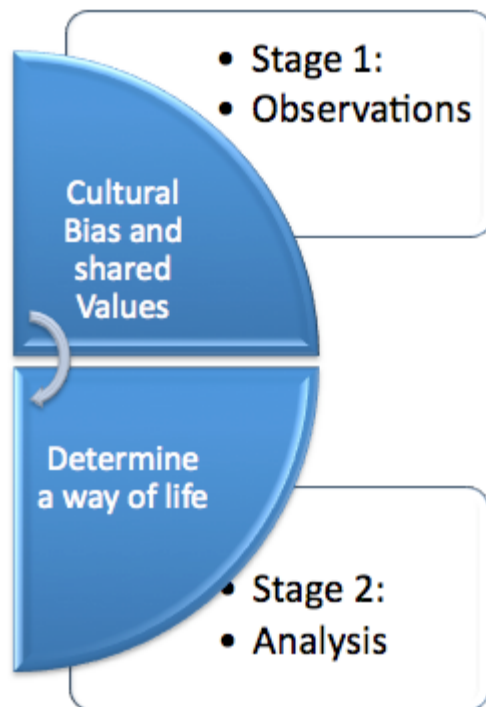 • Stage 1:
• Observations
Cultural
Bias and
shared
Values
Determine
a way of life
• Stage 2:
• Analysis